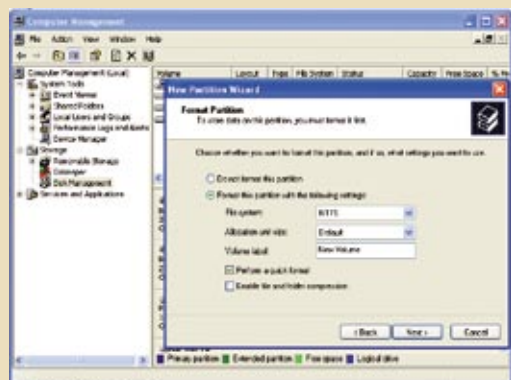 Computer Management
File Action View Window Help
Computer Management (Local)
System Tools
Event Viewer
Shared Folders
Local Users and Groups
Performance Logs and Alerts
Device Manager
Storage
Removable Storage
Disk Management
Services and Applications
Volume Layout Type File System Status Capacity Free Space
New Partition Wizard
Format Partition
To store data on this partition, you must format it first.
Choose whether you want to format this partition, and if so, what settings you want to use.
Do not format this partition
Format this partition with the following settings:
File system: NTFS
Allocation unit size: Default
Volume label: New Volume
Perform a quick format
Enable file and folder compression
< Back Next > Cancel
Primary partition Extended partition Free space Logical drive